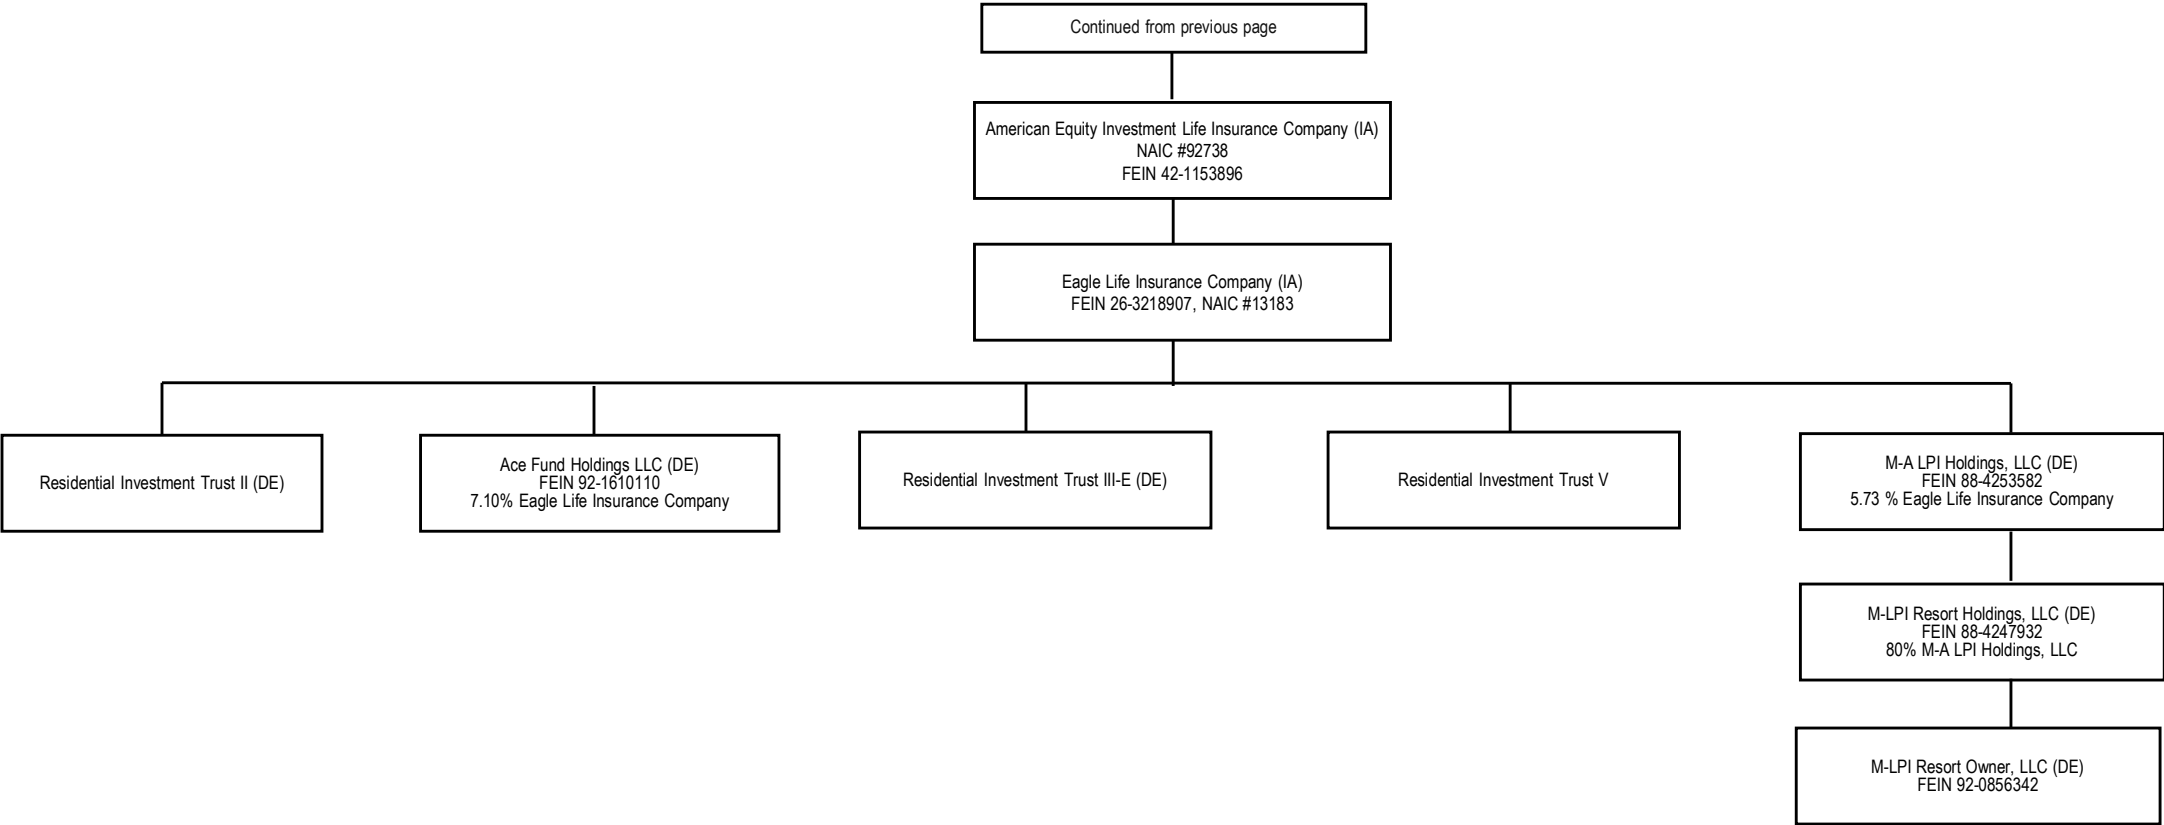 Continued from previous page
American Equity Investment Life Insurance Company (IA)
NAIC #92738
FEIN 42-1153896
Eagle Life Insurance Company (IA)
FEIN 26-3218907, NAIC #13183
Residential Investment Trust II (DE)
Ace Fund Holdings LLC (DE)
FEIN 92-1610110
7.10% Eagle Life Insurance Company
Residential Investment Trust III-E (DE)
Residential Investment Trust V
M-A LPI Holdings, LLC (DE)
FEIN 88-4253582
5.73 % Eagle Life Insurance Company
M-LPI Resort Holdings, LLC (DE)
FEIN 88-4247932
80% M-A LPI Holdings, LLC
M-LPI Resort Owner, LLC (DE)
FEIN 92-0856342